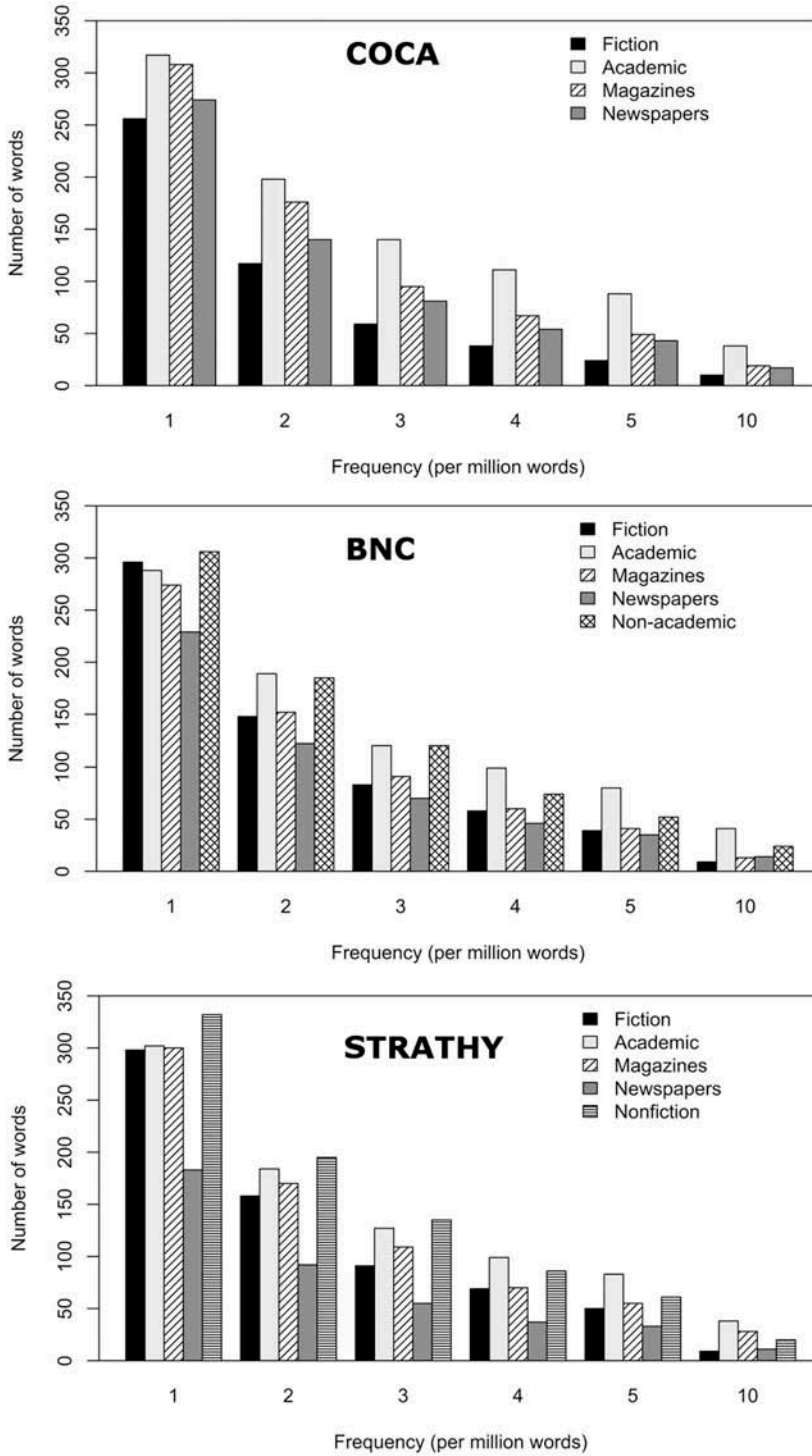 COCA
Fiction
Academic
Magazines
Newspapers
Number of words
350
300
250
200
150
100
50
0
1 2 3 4 5 10
Frequency (per million words)
BNC
Fiction
Academic
Magazines
Newspapers
Non-academic
Number of words
350
300
250
200
150
100
50
0
1 2 3 4 5 10
Frequency (per million words)
STRATHY
Fiction
Academic
Magazines
Newspapers
Nonfiction
Number of words
350
300
250
200
150
100
50
0
1 2 3 4 5 10
Frequency (per million words)